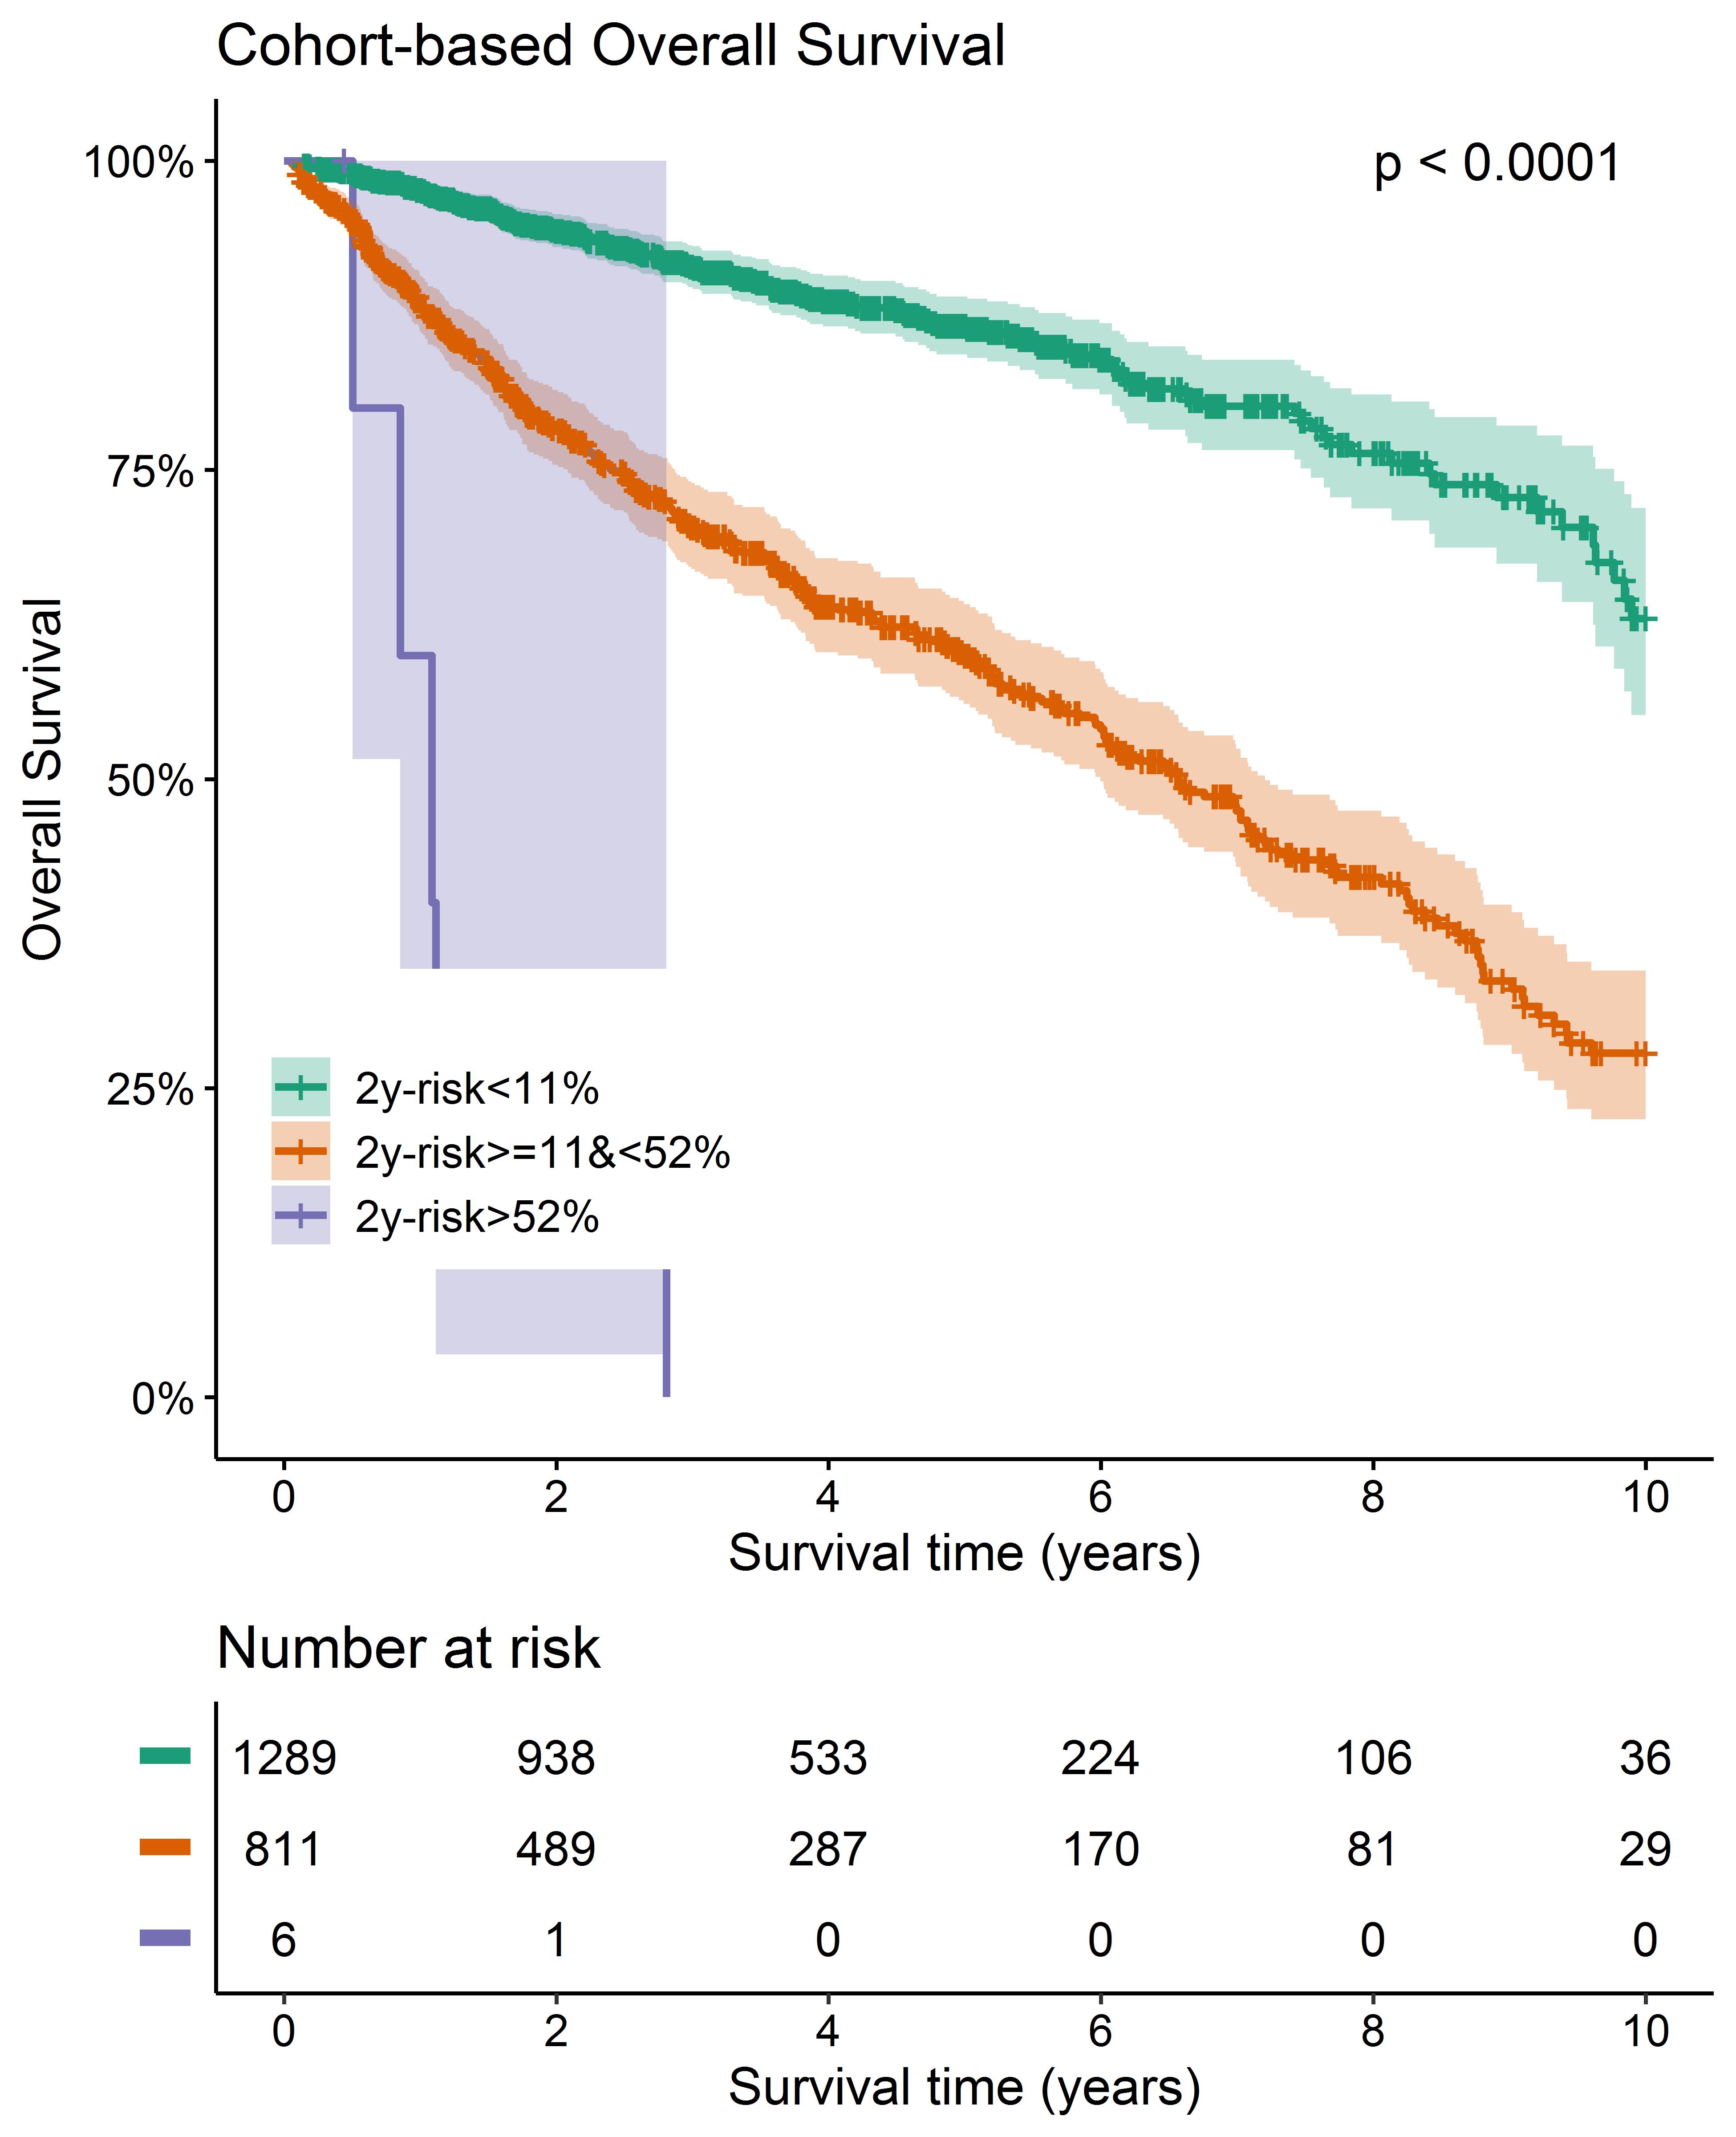 Cohort-based Overall Survival
p < 0.0001
100%
75%
50%
25%
0%
Overall Survival
2y-risk<11%
2y-risk>=11&<52%
2y-risk>52%
0 2 4 6 8 10
Survival time (years)
Number at risk
1289 938 533 224 106 36
811 489 287 170 81 29
6 1 0 0 0 0
0 2 4 6 8 10
Survival time (years)